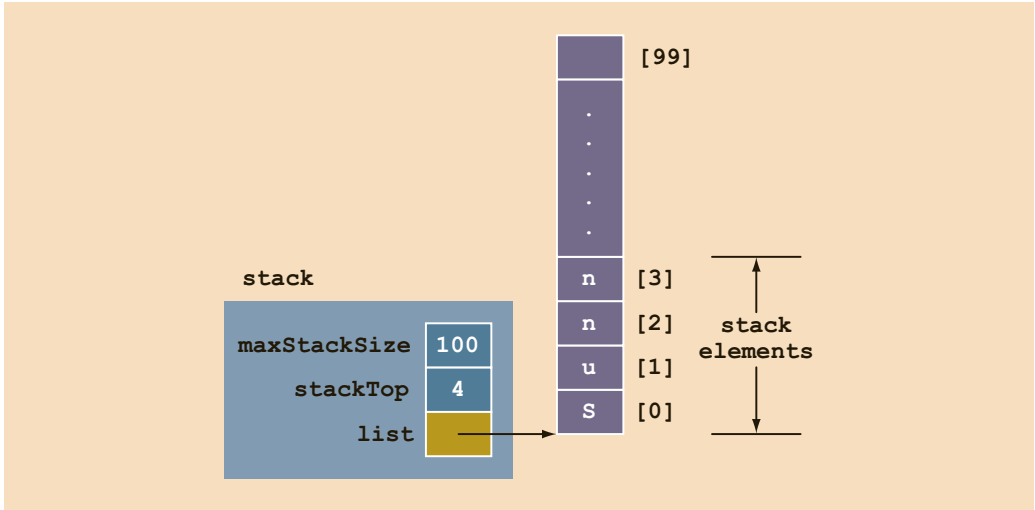 [99]
.
.
.
.
.
stack
n [3]
n [2]
u [1]
S [0]
stack
elements
maxStackSize 100
stackTop 4
list